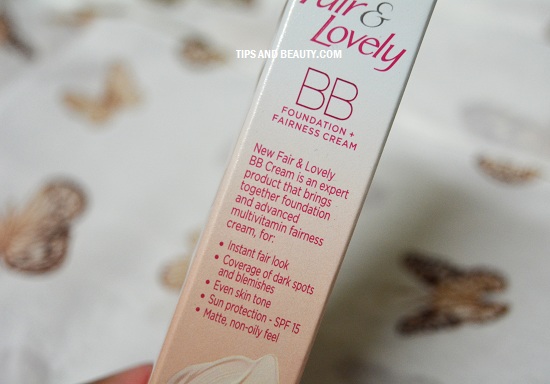 Fair &
Lovely
TIPS AND BEAUTY.COM
BB
FOUNDATION +
FAIRNESS CREAM
New Fair & Lovely
BB Cream is an expert
product that brings
together foundation
and advanced
multivitamin fairness
cream, for:
• Instant fair look
• Coverage of dark spots
and blemishes
• Even skin tone
• Sun protection - SPF 15
• Matte, non-oily feel